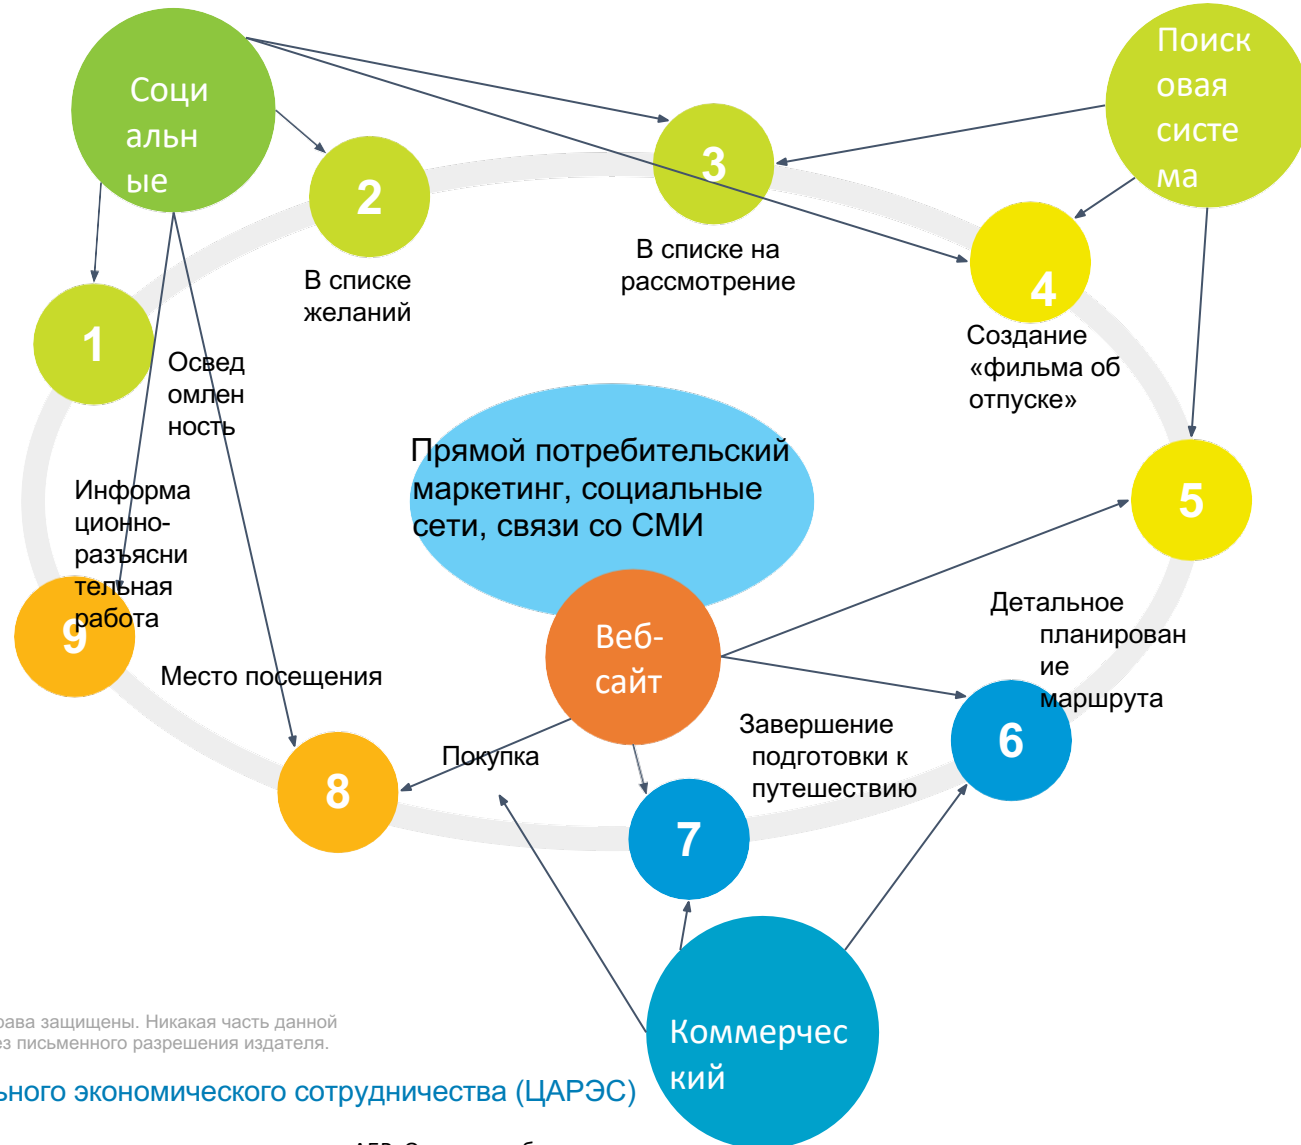 Соци
альн
ые
Поиск
овая
систе
ма
1
2
3
4
5
6
7
8
9
В списке
желаний
В списке на
рассмотрение
Создание
«фильма об
отпуске»
Освед
омлен
ность
Прямой потребительский
маркетинг, социальные
сети, связи со СМИ
Информа
ционно-
разъясни
тельная
работа
Веб-
сайт
Детальное
планирован
ие
маршрута
Место посещения
Покупка
Завершение
подготовки к
путешествию
Коммерчес
кий
рава защищены. Никакая часть данной
ез письменного разрешения издателя.
ьного экономического сотрудничества (ЦАРЭС)